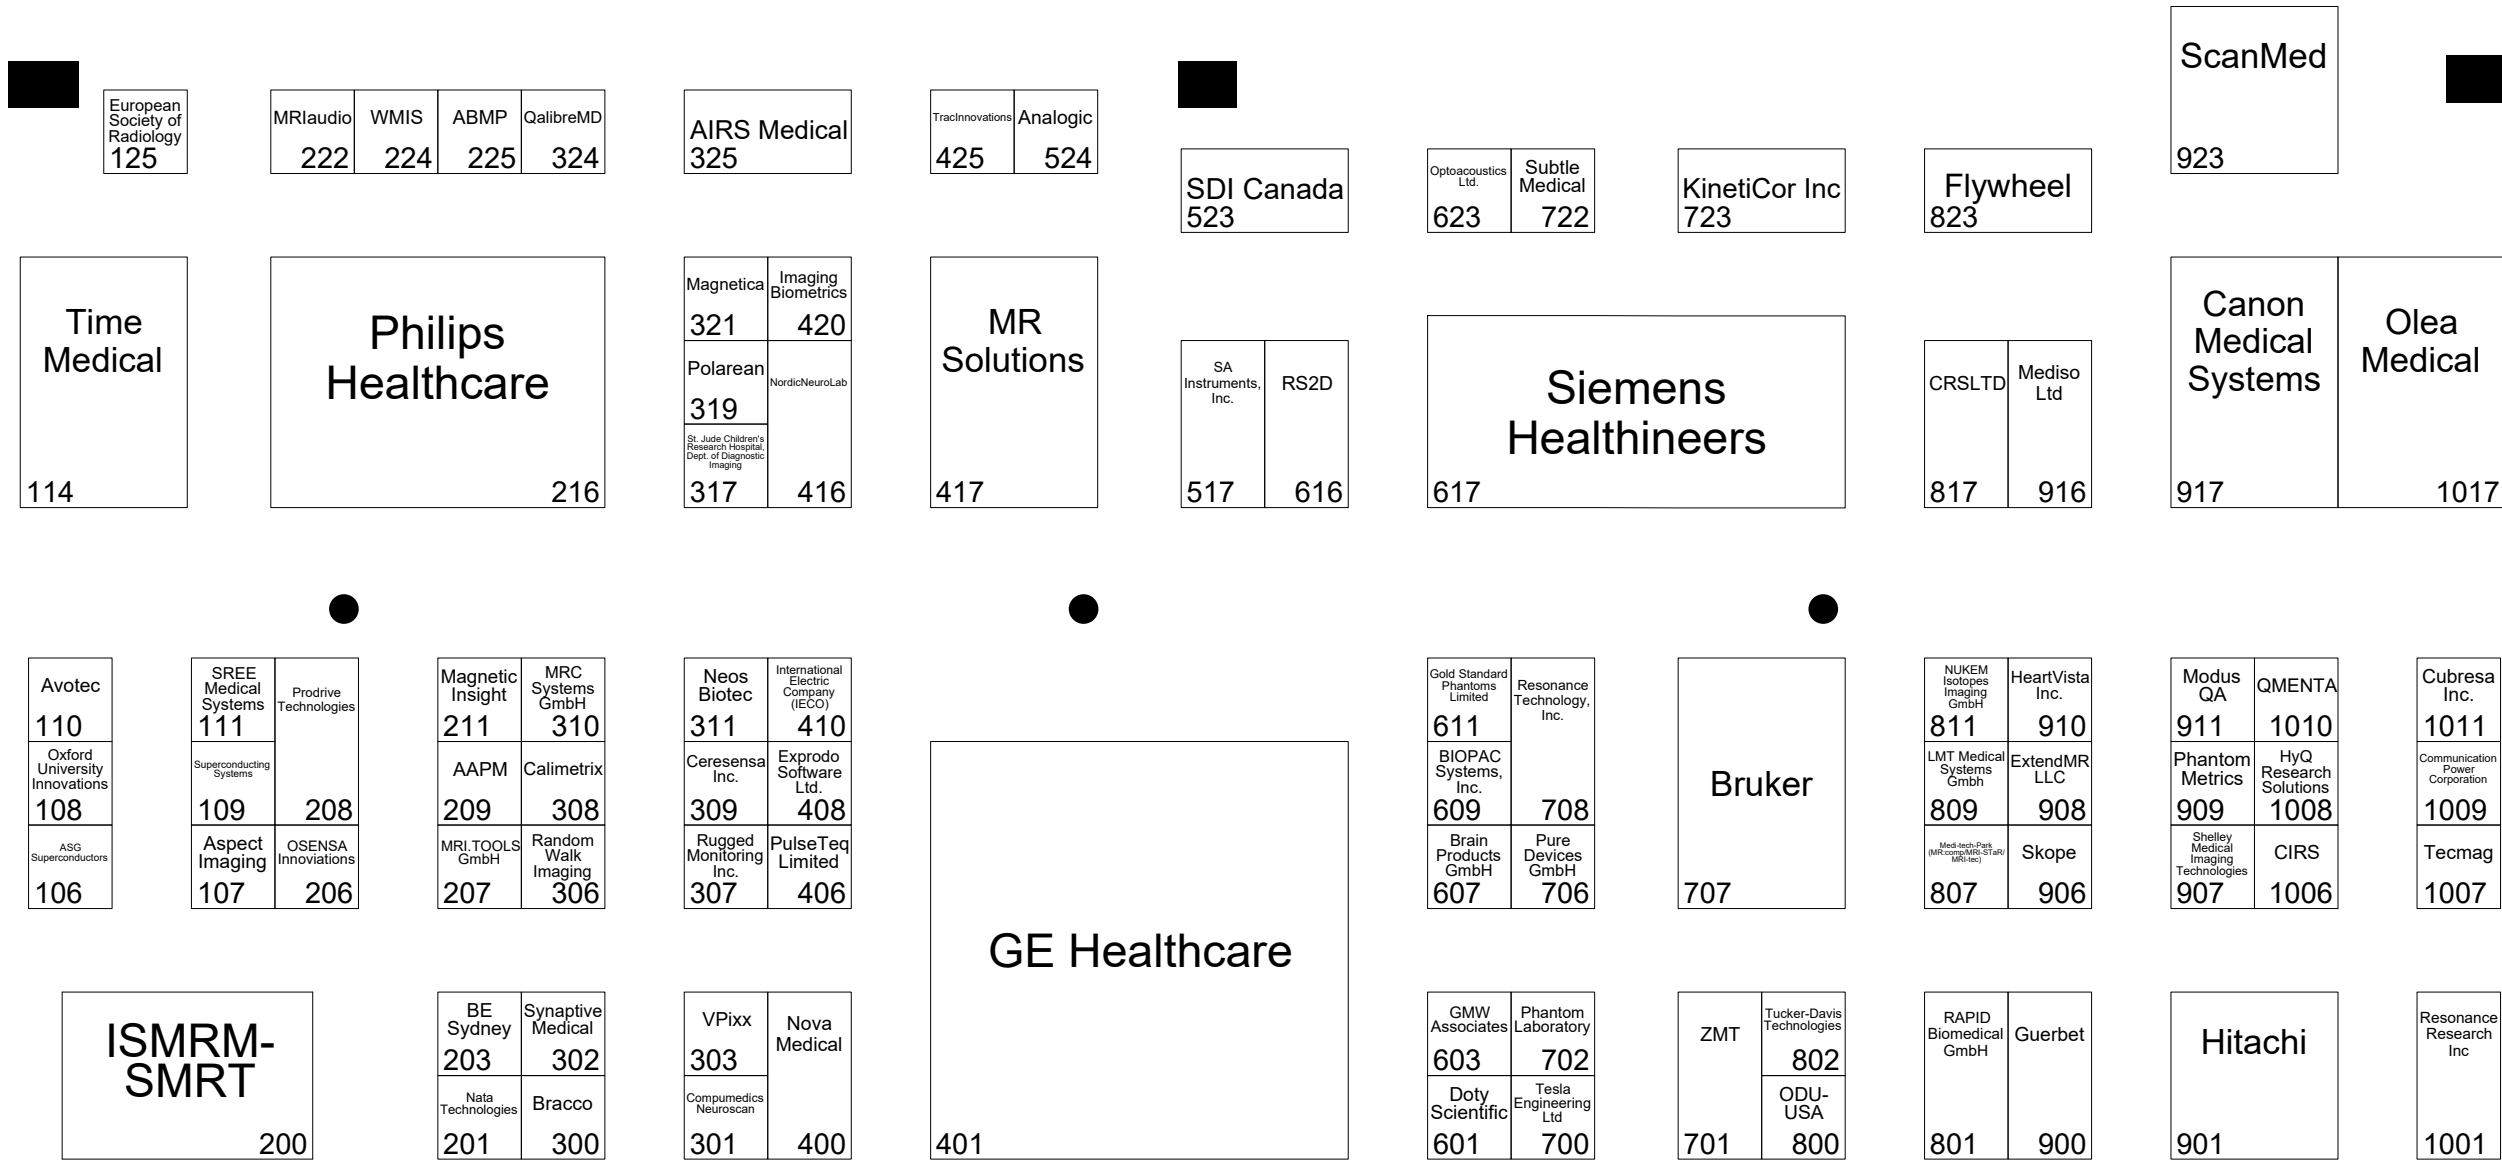 ScanMed
923
European
Society of
Radiology
125
MRIaudio
222
WMIS
224
ABMP
225
QalibreMD
324
AIRS Medical
325
TracInnovations
425
Analogic
524
SDI Canada
523
Optoacoustics
Ltd.
623
Subtle
Medical
722
KinetiCor Inc
723
Flywheel
823
Time
Medical
114
Philips
Healthcare
216
Magnetica
321
Imaging
Biometrics
420
Polarean
319
NordicNeuroLab
416
St. Jude Children's
Research Hospital,
Dept. of Diagnostic
Imaging
317
MR
Solutions
417
SA
Instruments,
Inc.
517
RS2D
616
Siemens
Healthineers
617
CRSLTD
817
Mediso
Ltd
916
Canon
Medical
Systems
917
Olea
Medical
1017
Avotec
110
Oxford
University
Innovations
108
ASG
Superconductors
106
SREE
Medical
Systems
111
Prodrive
Technologies
208
Superconducting
Systems
109
Aspect
Imaging
107
OSENSA
Innoviations
206
Magnetic
Insight
211
MRC
Systems
GmbH
310
AAPM
209
Calimetrix
308
MRI.TOOLS
GmbH
207
Random
Walk
Imaging
306
Neos
Biotec
311
International
Electric
Company
(IECO)
410
Ceresensa
Inc.
309
Exprodo
Software
Ltd.
408
Rugged
Monitoring
Inc.
307
PulseTeq
Limited
406
GE Healthcare
401
Gold Standard
Phantoms
Limited
611
Resonance
Technology,
Inc.
708
BIOPAC
Systems,
Inc.
609
Brain
Products
GmbH
607
Pure
Devices
GmbH
706
Bruker
707
NUKEM
Isotopes
Imaging
GmbH
811
HeartVista
Inc.
910
LMT Medical
Systems
Gmbh
809
ExtendMR
LLC
908
Medi-tech-Park
(MR:comp/MRI-STaR/
MRI-tec)
807
Skope
906
Modus
QA
911
QMENTA
1010
Phantom
Metrics
909
HyQ
Research
Solutions
1008
Shelley
Medical
Imaging
Technologies
907
CIRS
1006
Cubresa
Inc.
1011
Communication
Power
Corporation
1009
Tecmag
1007
ISMRM-
SMRT
200
BE
Sydney
203
Synaptive
Medical
302
Nata
Technologies
201
Bracco
300
VPixx
303
Nova
Medical
400
Compumedics
Neuroscan
301
GMW
Associates
603
Phantom
Laboratory
702
Doty
Scientific
601
Tesla
Engineering
Ltd
700
ZMT
701
Tucker-Davis
Technologies
802
ODU-
USA
800
RAPID
Biomedical
GmbH
801
Guerbet
900
Hitachi
901
Resonance
Research
Inc
1001